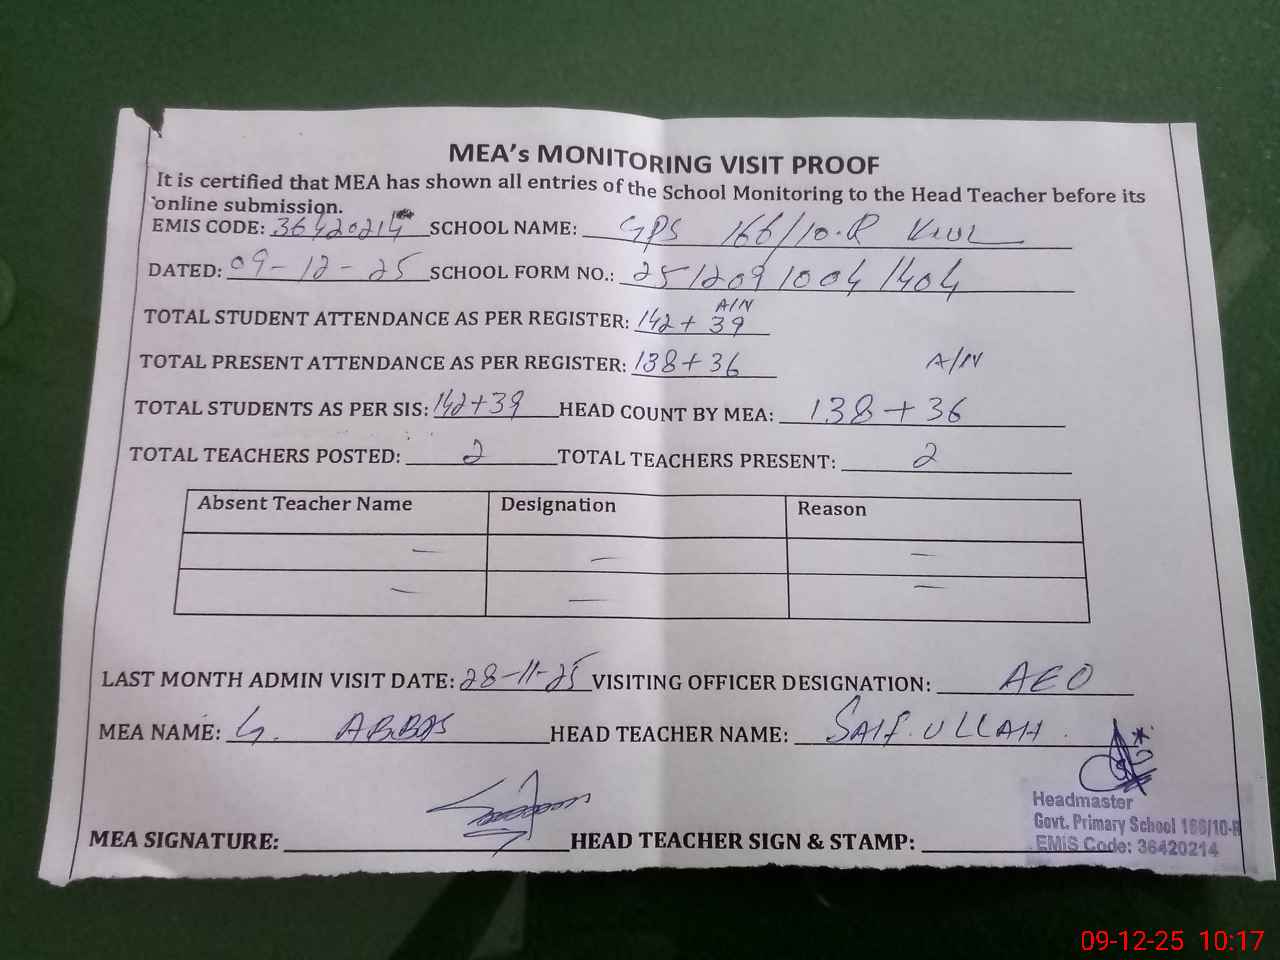 MEA's MONITORING VISIT PROOF
It is certified that MEA has shown all entries of the School Monitoring to the Head Teacher before its
online submission.
EMIS CODE: 36420214 SCHOOL NAME: GPS 166/10.R
DATED: 09-12-25 SCHOOL FORM NO.: 25120910041404
A/N
TOTAL STUDENT ATTENDANCE AS PER REGISTER: 142+39
TOTAL PRESENT ATTENDANCE AS PER REGISTER: 138+36 A/N
TOTAL STUDENTS AS PER SIS: 142+39 HEAD COUNT BY MEA: 138+36
TOTAL TEACHERS POSTED: 2 TOTAL TEACHERS PRESENT: 2
Absent Teacher Name Designation Reason
— — —
— — —
LAST MONTH ADMIN VISIT DATE: 28-11-25 VISITING OFFICER DESIGNATION: AEO
MEA NAME: G. ABBAS HEAD TEACHER NAME: SAIF ULLAH
MEA SIGNATURE: HEAD TEACHER SIGN & STAMP:
Headmaster
Govt. Primary School 166/10-R
EMIS Code: 36420214
09-12-25 10:17